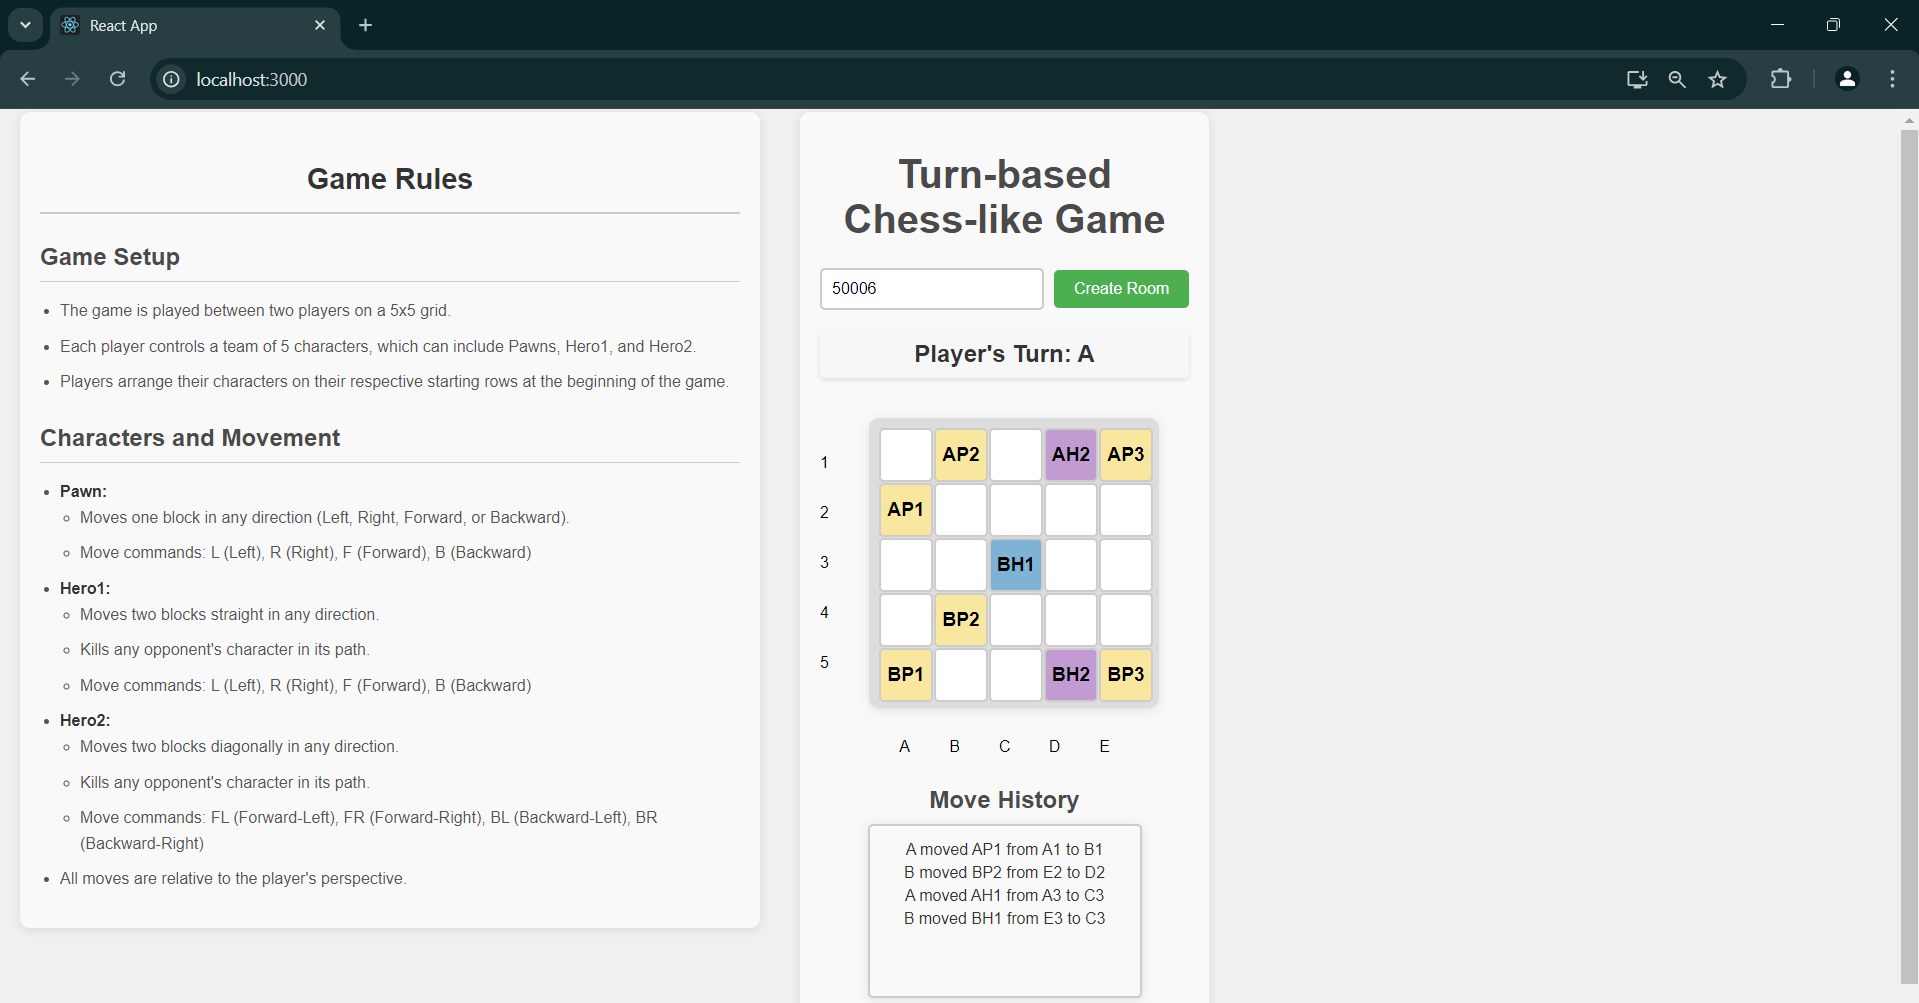 React App
localhost:3000
Game Rules
Game Setup
The game is played between two players on a 5x5 grid.
Each player controls a team of 5 characters, which can include Pawns, Hero1, and Hero2.
Players arrange their characters on their respective starting rows at the beginning of the game.
Characters and Movement
Pawn:
Moves one block in any direction (Left, Right, Forward, or Backward).
Move commands: L (Left), R (Right), F (Forward), B (Backward)
Hero1:
Moves two blocks straight in any direction.
Kills any opponent's character in its path.
Move commands: L (Left), R (Right), F (Forward), B (Backward)
Hero2:
Moves two blocks diagonally in any direction.
Kills any opponent's character in its path.
Move commands: FL (Forward-Left), FR (Forward-Right), BL (Backward-Left), BR
(Backward-Right)
All moves are relative to the player's perspective.
Turn-based
Chess-like Game
50006 Create Room
Player's Turn: A
1 AP2 AH2 AP3
2 AP1
3 BH1
4 BP2
5 BP1 BH2 BP3
A B C D E
Move History
A moved AP1 from A1 to B1
B moved BP2 from E2 to D2
A moved AH1 from A3 to C3
B moved BH1 from E3 to C3